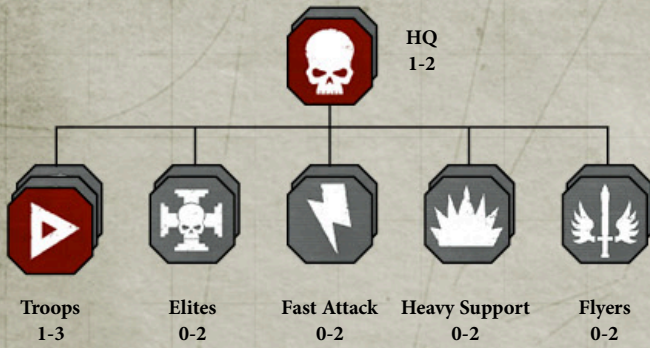 HQ
1-2
Troops
1-3
Elites
0-2
Fast Attack
0-2
Heavy Support
0-2
Flyers
0-2